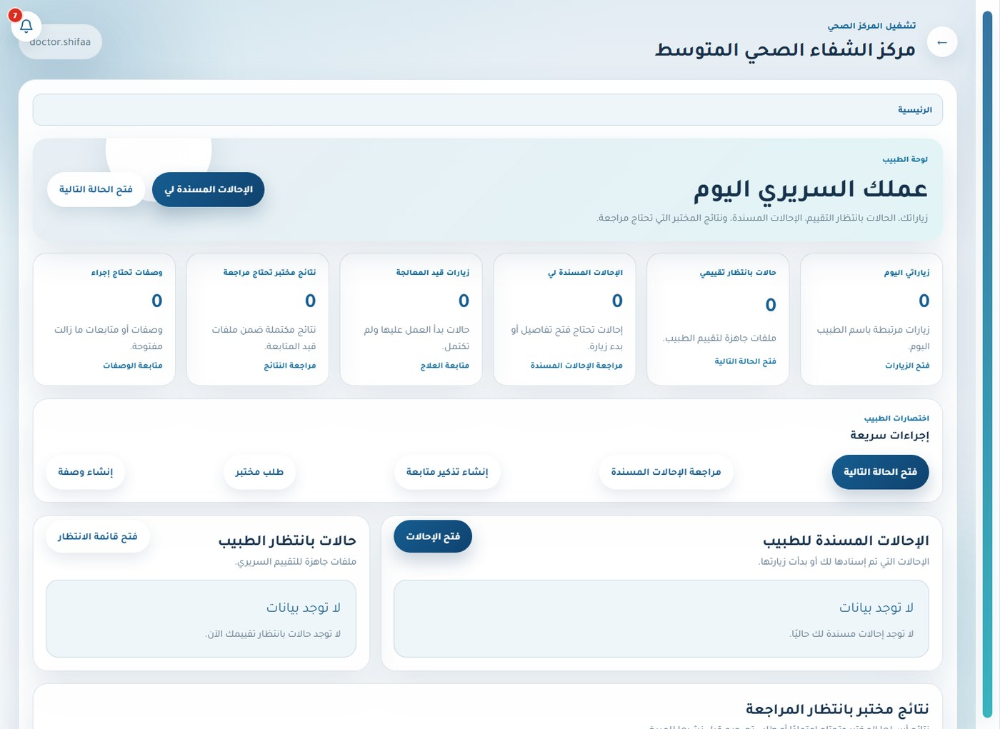 تشغيل المركز الصحي
←
مركز الشفاء الصحي المتوسط
7
doctor.shifaa
الرئيسية
لوحة الطبيب
عملك السريري اليوم
زياراتك، الحالات بانتظار التقييم، الإحالات المسندة، ونتائج المختبر التي تحتاج مراجعة.
الإحالات المسندة لي
فتح الحالة التالية
زياراتي اليوم
0
زيارات مرتبطة باسم الطبيب
اليوم.
فتح الزيارات
حالات بانتظار تقييمي
0
ملفات جاهزة لتقييم الطبيب.
فتح الحالة التالية
الإحالات المسندة لي
0
إحالات تحتاج فتح تفاصيل أو
بدء زيارة.
مراجعة الإحالات المسندة
زيارات قيد المعالجة
0
حالات بدأ العمل عليها ولم
تكتمل.
متابعة العلاج
نتائج مختبر تحتاج مراجعة
0
نتائج مكتملة ضمن ملفات
قيد المتابعة.
مراجعة النتائج
وصفات تحتاج إجراء
0
وصفات أو متابعات ما زالت
مفتوحة.
متابعة الوصفات
اختصارات الطبيب
إجراءات سريعة
فتح الحالة التالية
مراجعة الإحالات المسندة
إنشاء تذكير متابعة
طلب مختبر
إنشاء وصفة
الإحالات المسندة للطبيب
فتح الإحالات
الإحالات التي تم إسنادها لك أو بدأت زيارتها.
لا توجد بيانات
لا توجد إحالات مسندة لك حاليًا.
حالات بانتظار الطبيب
فتح قائمة الانتظار
ملفات جاهزة للتقييم السريري.
لا توجد بيانات
لا توجد حالات بانتظار تقييمك الآن.
نتائج مختبر بانتظار المراجعة